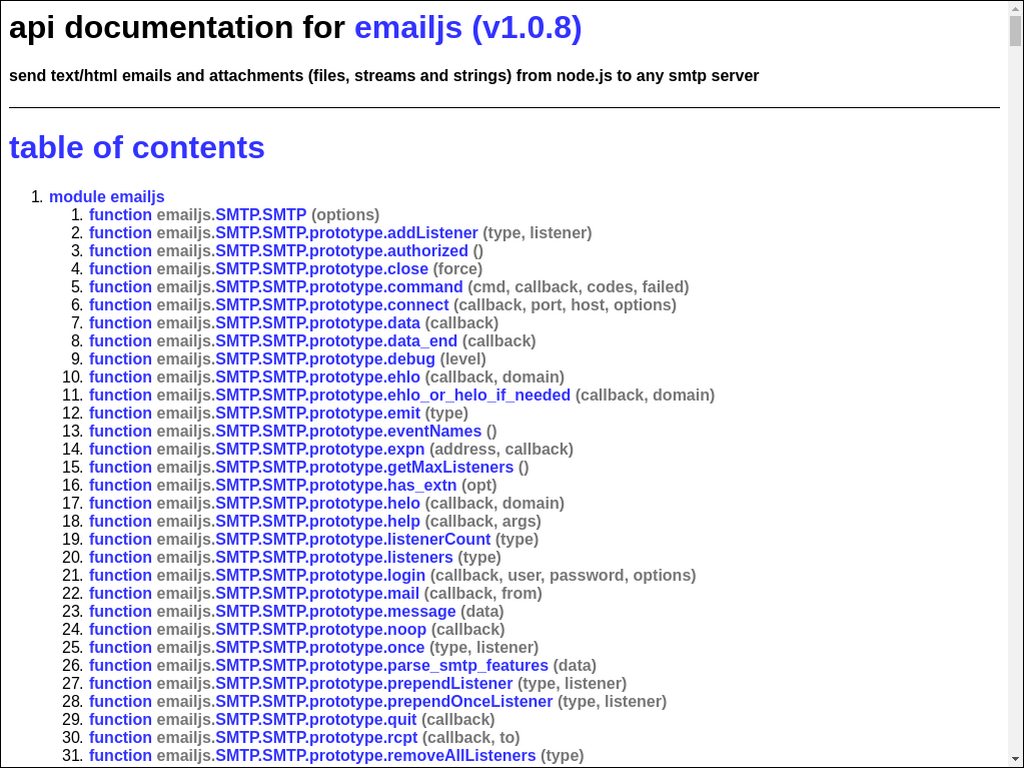 api documentation for emailjs (v1.0.8)
send text/html emails and attachments (files, streams and strings) from node.js to any smtp server
table of contents
1. module emailjs
1. function emailjs.SMTP.SMTP (options)
2. function emailjs.SMTP.SMTP.prototype.addListener (type, listener)
3. function emailjs.SMTP.SMTP.prototype.authorized ()
4. function emailjs.SMTP.SMTP.prototype.close (force)
5. function emailjs.SMTP.SMTP.prototype.command (cmd, callback, codes, failed)
6. function emailjs.SMTP.SMTP.prototype.connect (callback, port, host, options)
7. function emailjs.SMTP.SMTP.prototype.data (callback)
8. function emailjs.SMTP.SMTP.prototype.data_end (callback)
9. function emailjs.SMTP.SMTP.prototype.debug (level)
10. function emailjs.SMTP.SMTP.prototype.ehlo (callback, domain)
11. function emailjs.SMTP.SMTP.prototype.ehlo_or_helo_if_needed (callback, domain)
12. function emailjs.SMTP.SMTP.prototype.emit (type)
13. function emailjs.SMTP.SMTP.prototype.eventNames ()
14. function emailjs.SMTP.SMTP.prototype.expn (address, callback)
15. function emailjs.SMTP.SMTP.prototype.getMaxListeners ()
16. function emailjs.SMTP.SMTP.prototype.has_extn (opt)
17. function emailjs.SMTP.SMTP.prototype.helo (callback, domain)
18. function emailjs.SMTP.SMTP.prototype.help (callback, args)
19. function emailjs.SMTP.SMTP.prototype.listenerCount (type)
20. function emailjs.SMTP.SMTP.prototype.listeners (type)
21. function emailjs.SMTP.SMTP.prototype.login (callback, user, password, options)
22. function emailjs.SMTP.SMTP.prototype.mail (callback, from)
23. function emailjs.SMTP.SMTP.prototype.message (data)
24. function emailjs.SMTP.SMTP.prototype.noop (callback)
25. function emailjs.SMTP.SMTP.prototype.once (type, listener)
26. function emailjs.SMTP.SMTP.prototype.parse_smtp_features (data)
27. function emailjs.SMTP.SMTP.prototype.prependListener (type, listener)
28. function emailjs.SMTP.SMTP.prototype.prependOnceListener (type, listener)
29. function emailjs.SMTP.SMTP.prototype.quit (callback)
30. function emailjs.SMTP.SMTP.prototype.rcpt (callback, to)
31. function emailjs.SMTP.SMTP.prototype.removeAllListeners (type)